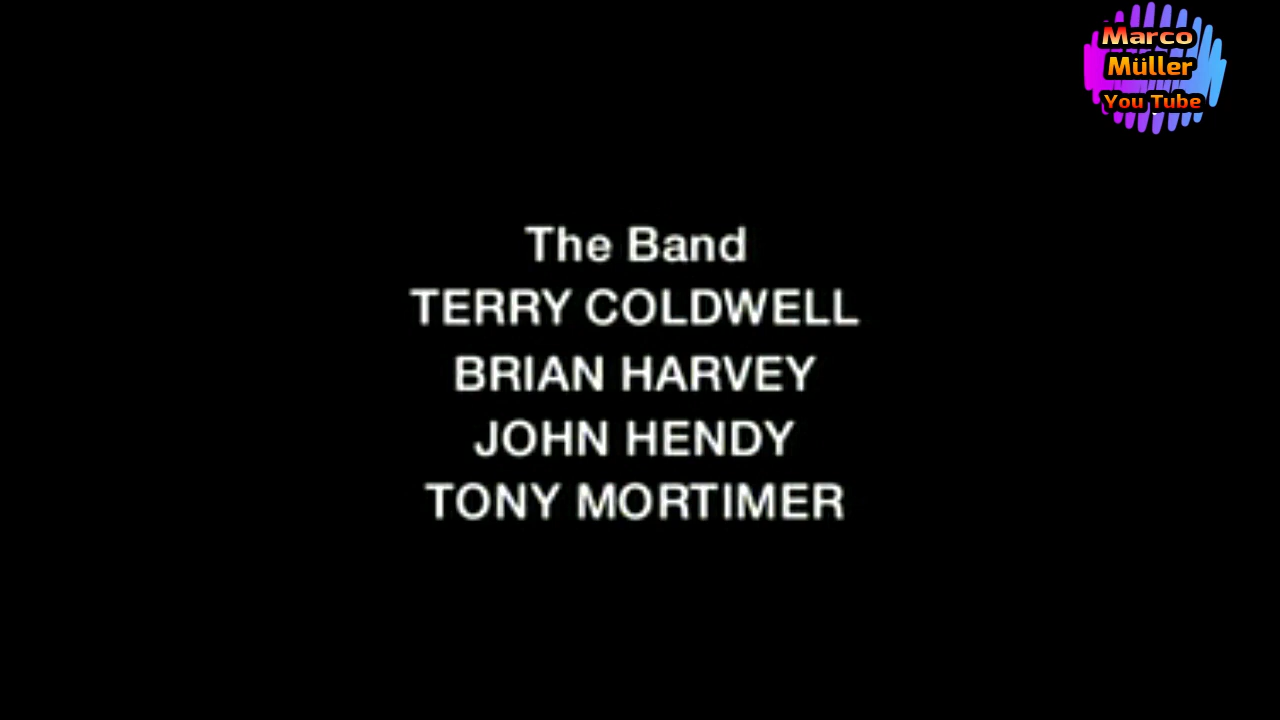 Marco
Müller
You Tube
The Band
TERRY COLDWELL
BRIAN HARVEY
JOHN HENDY
TONY MORTIMER